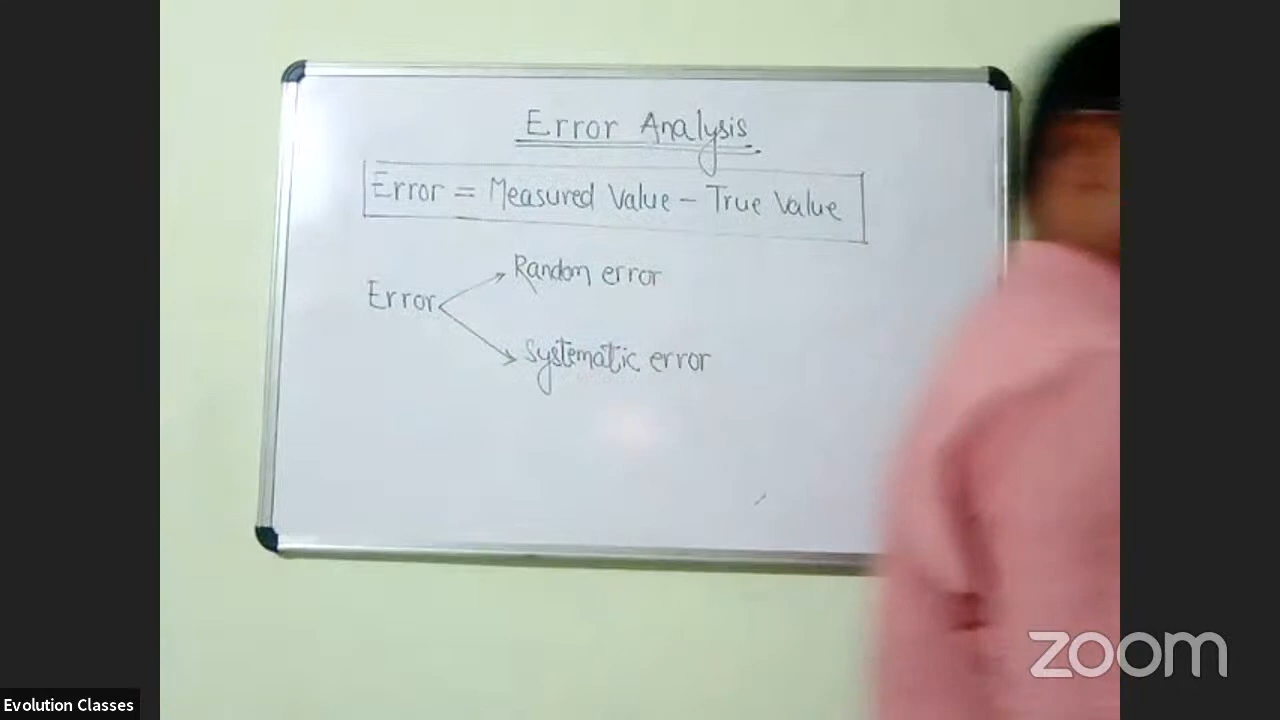 Error Analysis
Error = Measured Value - True Value
Error
Random error
Systematic error
zoom
Evolution Classes